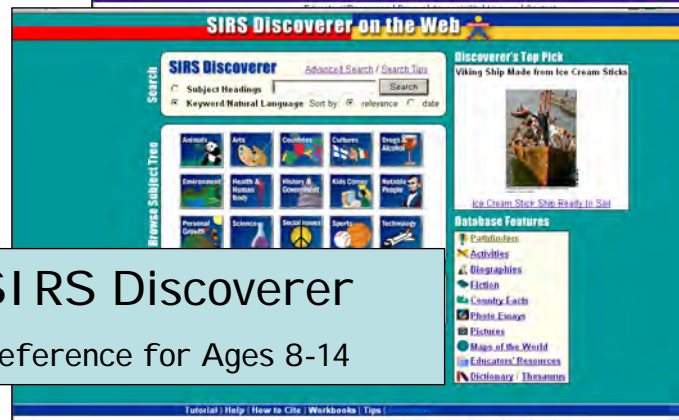 SIRS Discoverer on the Web
Search
SIRS Discoverer
Advanced Search / Search Tips
Subject Headings
Search
Keyword/Natural Language Sort by: relevance date
Discoverer's Top Pick
Viking Ship Made from Ice Cream Sticks
Ice Cream Stick Ship Ready to Sail
Browse Subject Tree
Animals
Arts
Countries
Cultures
Drugs & Alcohol
Environment
Health & Human Body
History & Government
Kids Corner
Notable People
Personal Growth
Science
Social Issues
Sports
Technology
Database Features
Pathfinders
Activities
Biographies
Fiction
Country Facts
Photo Essays
Pictures
Maps of the World
Educators' Resources
Dictionary / Thesaurus
SIRS Discoverer
eference for Ages 8-14
Tutorial | Help | How to Cite | Workbooks | Tips |